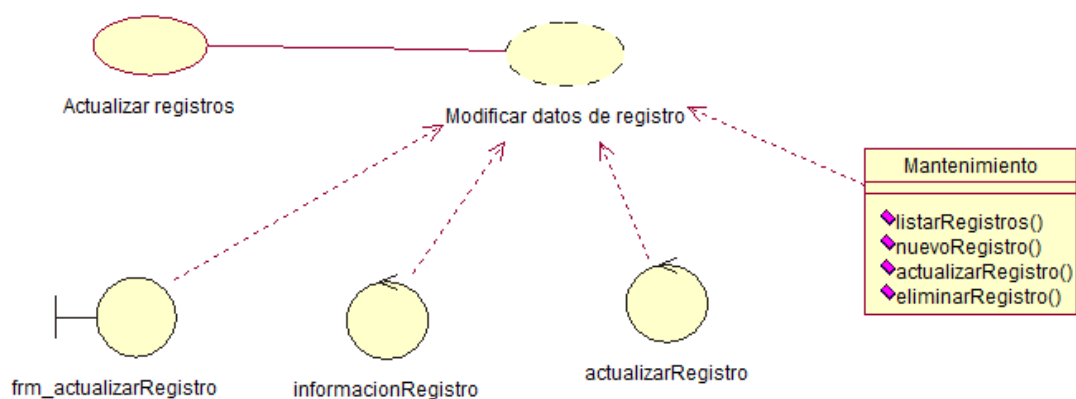 Actualizar registros
Modificar datos de registro
Mantenimiento
listarRegistros()
nuevoRegistro()
actualizarRegistro()
eliminarRegistro()
frm_actualizarRegistro
informacionRegistro
actualizarRegistro